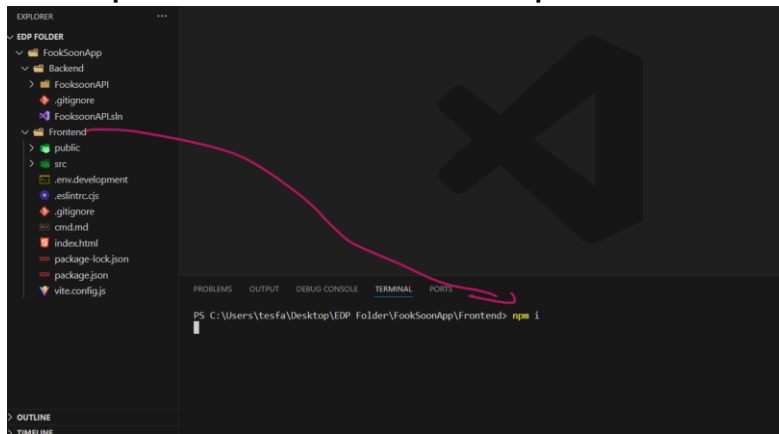 EXPLORER ...
EDP FOLDER
FookSoonApp
Backend
FooksoonAPI
.gitignore
FooksoonAPI.sln
Frontend
public
src
.env.development
.eslintrc.cjs
.gitignore
cmd.md
index.html
package-lock.json
package.json
vite.config.js
PROBLEMS OUTPUT DEBUG CONSOLE TERMINAL PORTS
PS C:\Users\tesfa\Desktop\EDP Folder\FookSoonApp\Frontend> npm i
OUTLINE
TIMELINE